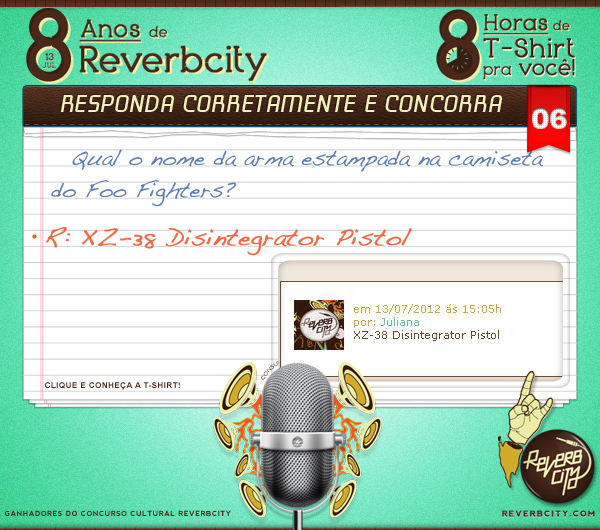 8 Anos de
13 JUL
Reverbcity
8 Horas de
T-Shirt
pra você!
RESPONDA CORRETAMENTE E CONCORRA
06
Qual o nome da arma estampada na camiseta
do Foo Fighters?
• R: XZ-38 Disintegrator Pistol
em 13/07/2012 ás 15:05h
por: Juliana
XZ-38 Disintegrator Pistol
REVERB CITY
CLIQUE E CONHEÇA A T-SHIRT!
REVERB CITY
GANHADORES DO CONCURSO CULTURAL REVERBCITY
REVERBCITY.COM